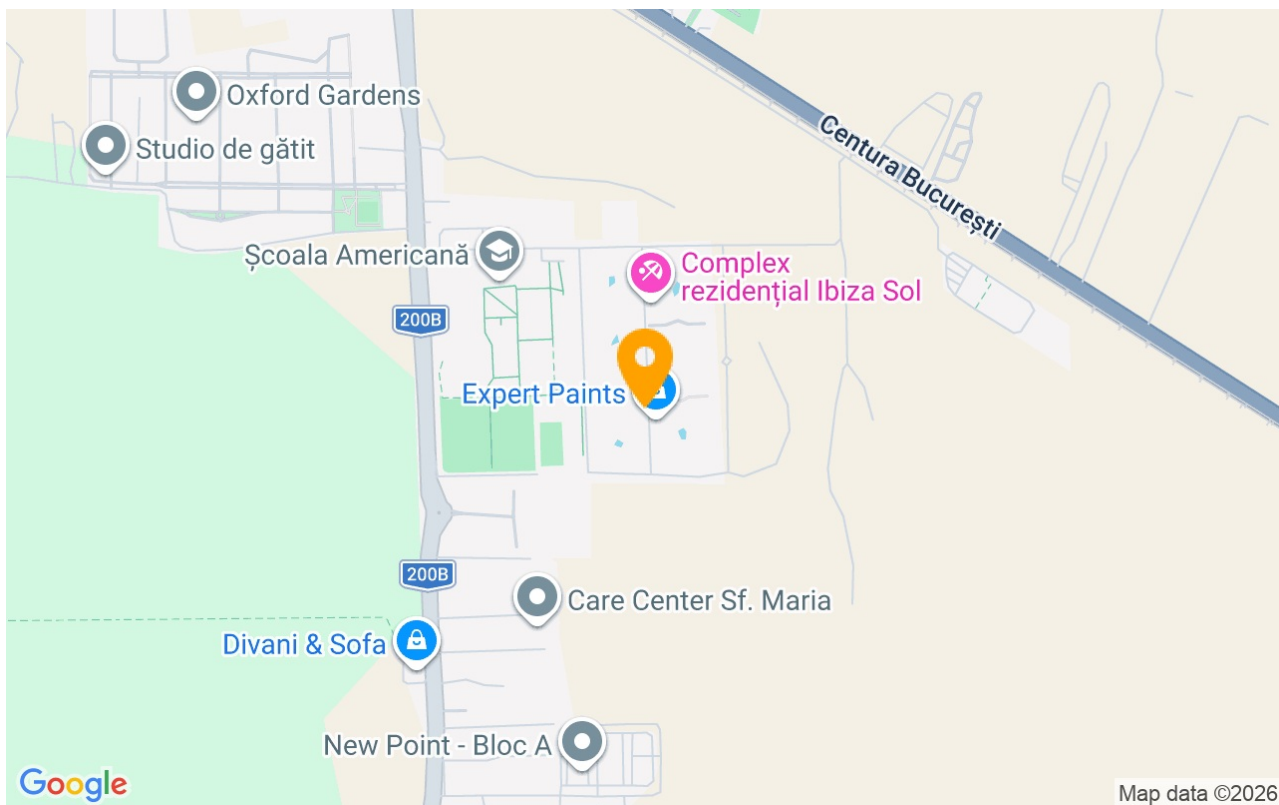 Oxford Gardens
Studio de gătit
Centura București
Școala Americană
Complex
rezidențial Ibiza Sol
200B
Expert Paints
200B
Care Center Sf. Maria
Divani & Sofa
New Point - Bloc A
Google
Map data ©2026